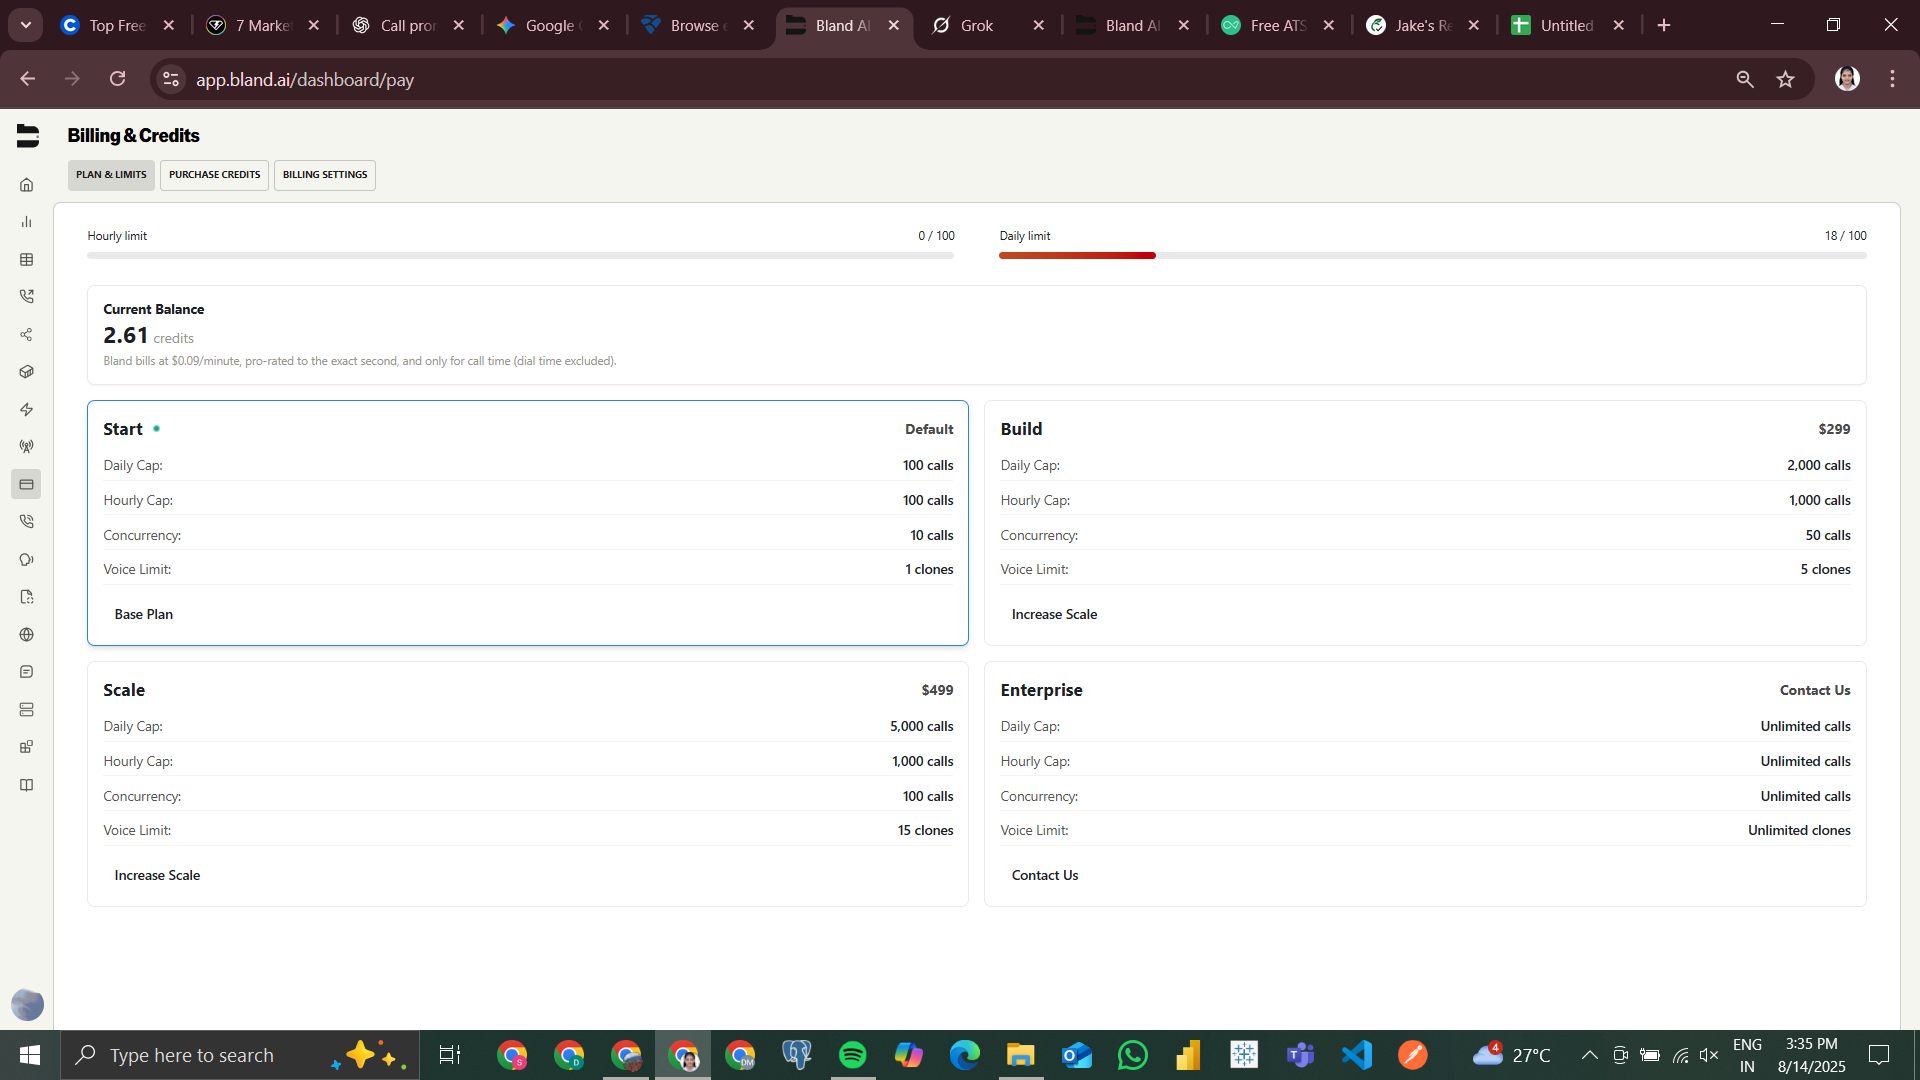 Top Free
7 Marke
Call pror
Google
Browse
Bland AI
Grok
Bland AI
Free ATS
Jake's Re
Untitled
app.bland.ai/dashboard/pay
Billing & Credits
PLAN & LIMITS
PURCHASE CREDITS
BILLING SETTINGS
Hourly limit
0 / 100
Daily limit
18 / 100
Current Balance
2.61 credits
Bland bills at $0.09/minute, pro-rated to the exact second, and only for call time (dial time excluded).
Start
Default
Daily Cap:
100 calls
Hourly Cap:
100 calls
Concurrency:
10 calls
Voice Limit:
1 clones
Base Plan
Build
$299
Daily Cap:
2,000 calls
Hourly Cap:
1,000 calls
Concurrency:
50 calls
Voice Limit:
5 clones
Increase Scale
Scale
$499
Daily Cap:
5,000 calls
Hourly Cap:
1,000 calls
Concurrency:
100 calls
Voice Limit:
15 clones
Increase Scale
Enterprise
Contact Us
Daily Cap:
Unlimited calls
Hourly Cap:
Unlimited calls
Concurrency:
Unlimited calls
Voice Limit:
Unlimited clones
Contact Us
Type here to search
4
27°C
ENG
IN
3:35 PM
8/14/2025